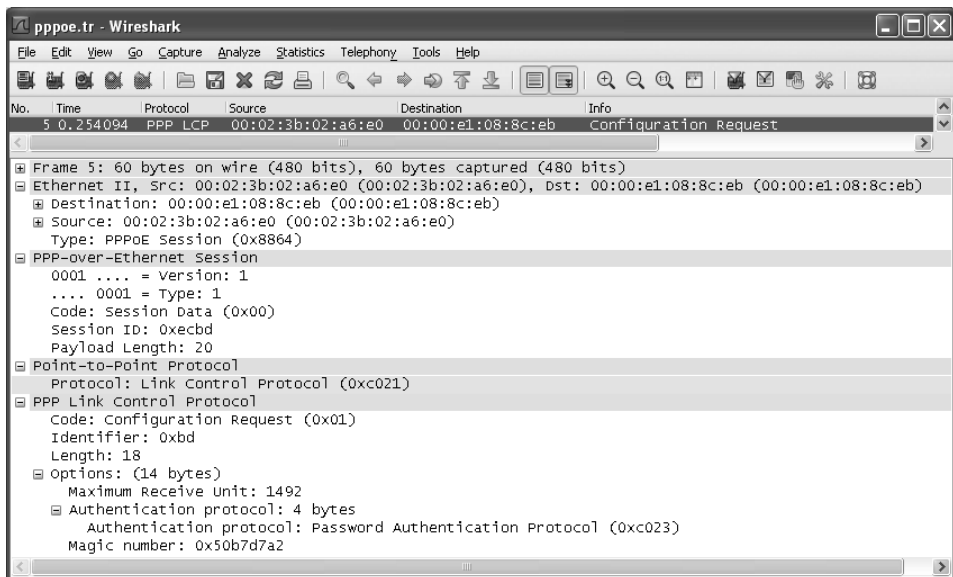 pppoe.tr - Wireshark
File Edit View Go Capture Analyze Statistics Telephony Tools Help
No. Time Protocol Source Destination Info
5 0.254094 PPP LCP 00:02:3b:02:a6:e0 00:00:e1:08:8c:eb Configuration Request
Frame 5: 60 bytes on wire (480 bits), 60 bytes captured (480 bits)
Ethernet II, Src: 00:02:3b:02:a6:e0 (00:02:3b:02:a6:e0), Dst: 00:00:e1:08:8c:eb (00:00:e1:08:8c:eb)
Destination: 00:00:e1:08:8c:eb (00:00:e1:08:8c:eb)
Source: 00:02:3b:02:a6:e0 (00:02:3b:02:a6:e0)
Type: PPPoE Session (0x8864)
PPP-over-Ethernet Session
0001 .... = Version: 1
.... 0001 = Type: 1
Code: Session Data (0x00)
Session ID: 0xecbd
Payload Length: 20
Point-to-Point Protocol
Protocol: Link Control Protocol (0xc021)
PPP Link Control Protocol
Code: Configuration Request (0x01)
Identifier: 0xbd
Length: 18
Options: (14 bytes)
Maximum Receive Unit: 1492
Authentication protocol: 4 bytes
Authentication protocol: Password Authentication Protocol (0xc023)
Magic number: 0x50b7d7a2